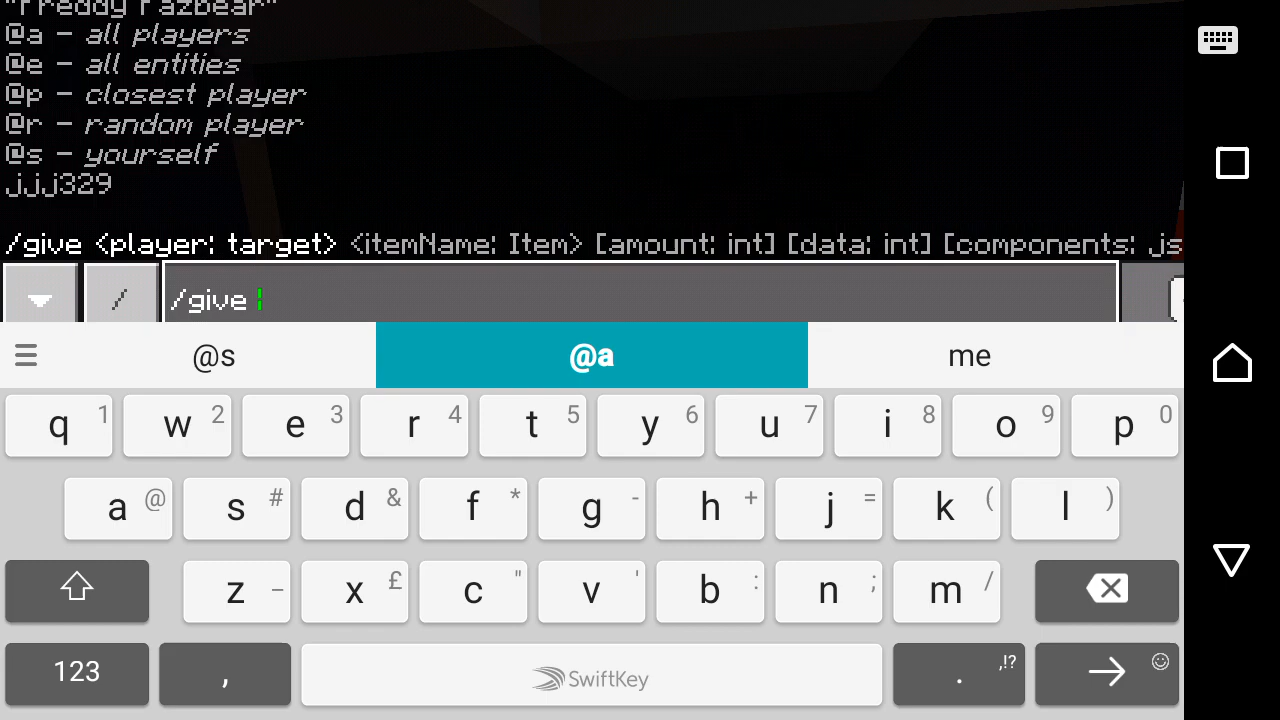 "Freddy Fazbear"
@a – all players
@e – all entities
@p – closest player
@r – random player
@s – yourself
jjj329
/give <player: target> <itemName: Item> [amount: int] [data: int] [components: js
/
/give
@s @a me
q 1 w 2 e 3 r 4 t 5 y 6 u 7 i 8 o 9 p 0
a @ s # d & f * g - h + j = k ( l )
z _ x £ c " v ' b : n ; m /
123 , SwiftKey . ,!?